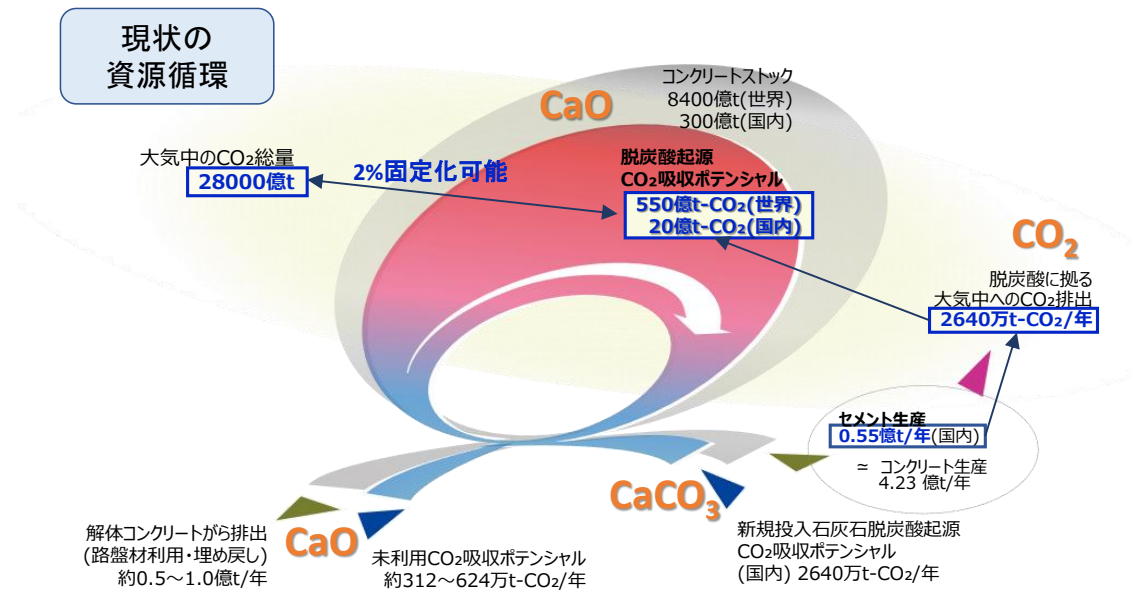 現状の
資源循環
コンクリートストック
8400億t(世界)
300億t(国内)
CaO
大気中のCO₂総量
28000億t
2%固定化可能
脱炭酸起源
CO₂吸収ポテンシャル
550億t-CO₂(世界)
20億t-CO₂(国内)
CO₂
脱炭酸に拠る
大気中へのCO₂排出
2640万t-CO₂/年
セメント生産
0.55億t/年(国内)
≃ コンクリート生産
4.23 億t/年
CaCO₃
CaO
解体コンクリートがら排出
(路盤材利用・埋め戻し)
約0.5～1.0億t/年
未利用CO₂吸収ポテンシャル
約312～624万t-CO₂/年
新規投入石灰石脱炭酸起源
CO₂吸収ポテンシャル
(国内) 2640万t-CO₂/年